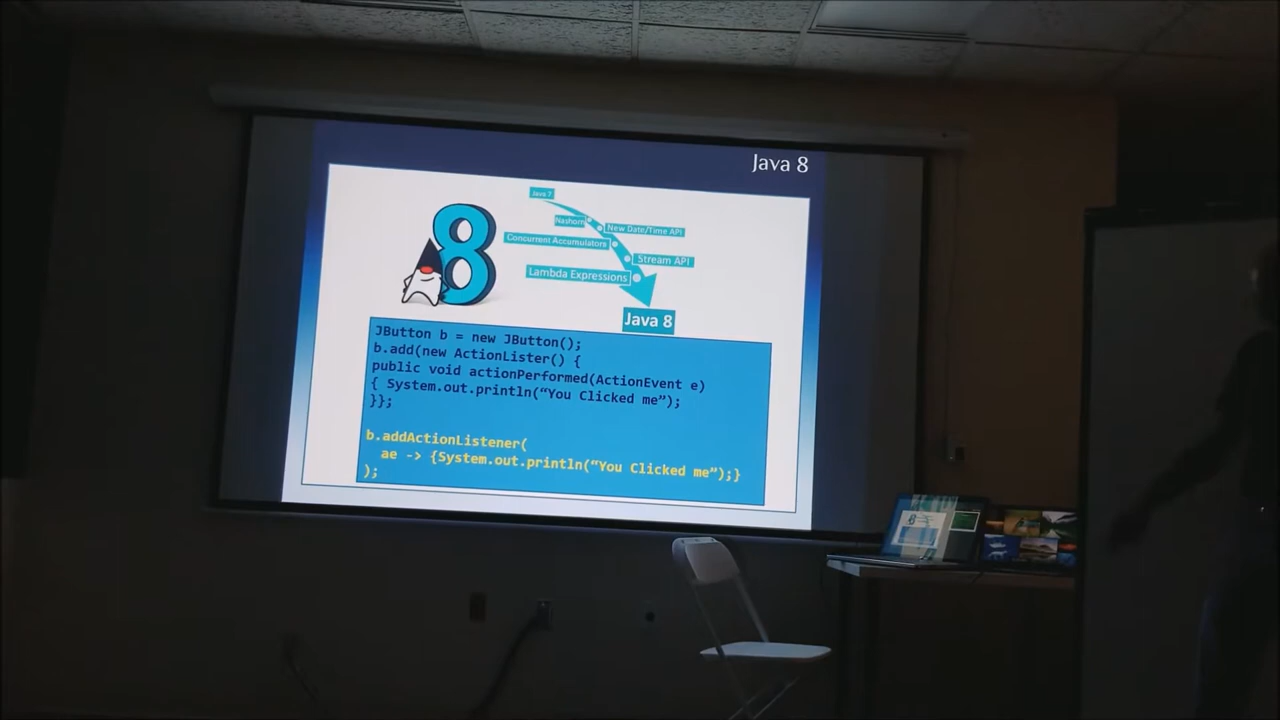 Java 8
Java 7
Nashorn
New Date/Time API
Concurrent Accumulators
Stream API
Lambda Expressions
Java 8
8
JButton b = new JButton();
b.add(new ActionLister() {
public void actionPerformed(ActionEvent e)
{ System.out.println(“You Clicked me”);
}};
b.addActionListener(
ae -> {System.out.println(“You Clicked me”);}
);